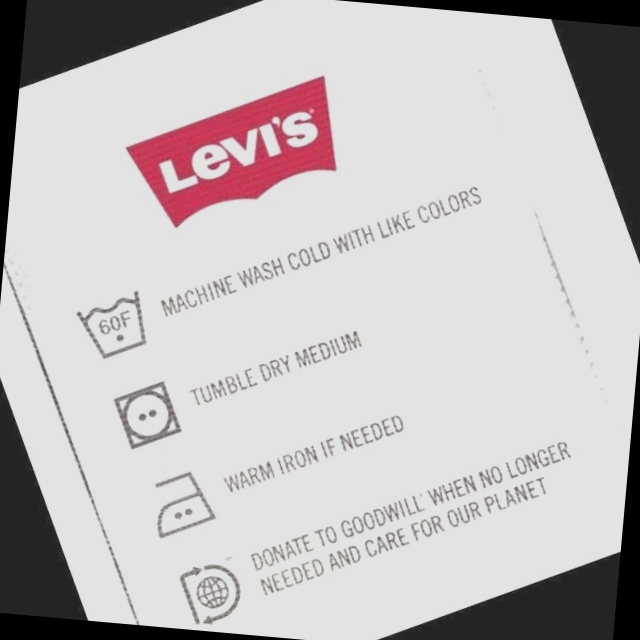 Levi's
MACHINE WASH COLD WITH LIKE COLORS
60F
TUMBLE DRY MEDIUM
WARM IRON IF NEEDED
DONATE TO GOODWILL® WHEN NO LONGER
NEEDED AND CARE FOR OUR PLANET